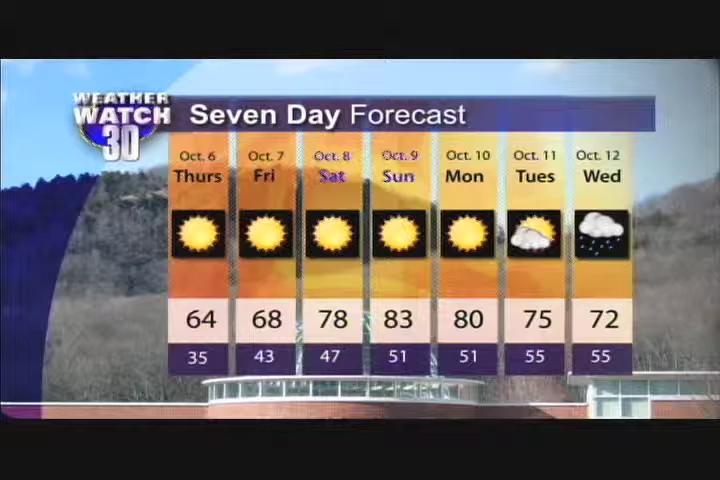 WEATHER
WATCH
30
Seven Day Forecast
Oct. 6 Oct. 7 Oct. 8 Oct. 9 Oct. 10 Oct. 11 Oct. 12
Thurs Fri Sat Sun Mon Tues Wed
64 68 78 83 80 75 72
35 43 47 51 51 55 55